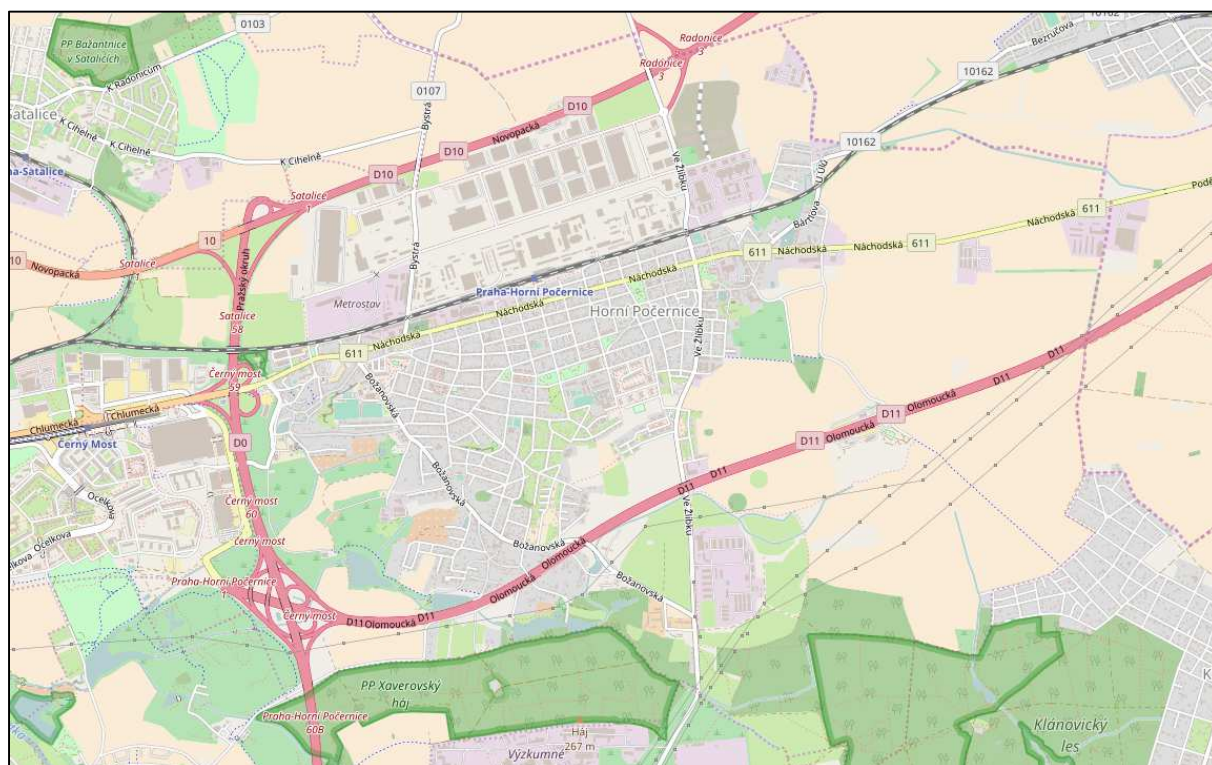 0103
10162
PP Bažantnice
v Satalicích
K Radonicům
Radonice
3
Radonice
3
Bezručova
10162
0107
Bystrá
Satalice
K Cihelně
K Cihelně
D10
Novopacká
D10
D10
Ve Žlíbku
10162
Bártlova
U Úlů
Satalice
1
611
Náchodská
10
Satalice
1
Novopacká
10
Pražský okruh
Bystrá
Náchodská
Náchodská
611
611
Náchodská
Praha-Horní Počernice
Metrostav
Horní Počernice
Satalice
58
Náchodská
611
Ve Žlíbku
D11
D11
Černý most
59
Chlumecká
Chlumecká
Černý Most
Božanovská
D0
D11
Olomoucká
D11
Olomoucká
D11
Božanovská
D11
D11
Ocelkova
Ocelkova
Černý most
60
Ve Žlíbku
Černý most
Božanovská
Olomoucká
Olomoucká
Praha-Horní Počernice
Božanovská
Černý most
D11
Olomoucká
D11
PP Xaverovský
háj
Praha-Horní Počernice
60B
Háj
267 m
Výzkumné
Klánovický
les